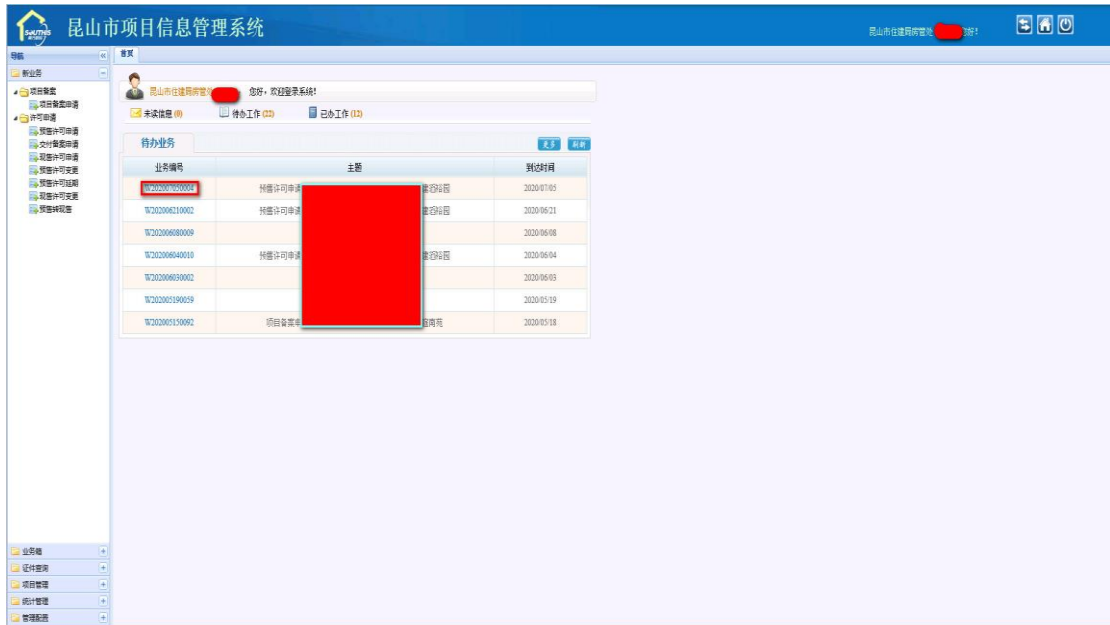 昆山市项目信息管理系统
昆山市住建局房管处 您好!
导航 首页
新业务
项目备案
项目备案申请
许可申请
预售许可申请
交付备案申请
现售许可申请
预售许可变更
预售许可延期
现售许可变更
预售转现售
昆山市住建局房管处 您好,欢迎登录系统!
未读信息(0) 待办工作(22) 已办工作(12)
待办业务 更多 刷新
业务编号 主题 到达时间
W202007050004 预售许可申请 园 2020/07/05
W202006210002 预售许可申请 园 2020/06/21
W202006080009 2020/06/08
W202006040010 预售许可申请 园 2020/06/04
W202006030002 2020/06/03
W202005190059 2020/05/19
W202005150092 项目备案 南苑 2020/05/18
业务箱
证件查询
项目管理
统计管理
管理配置